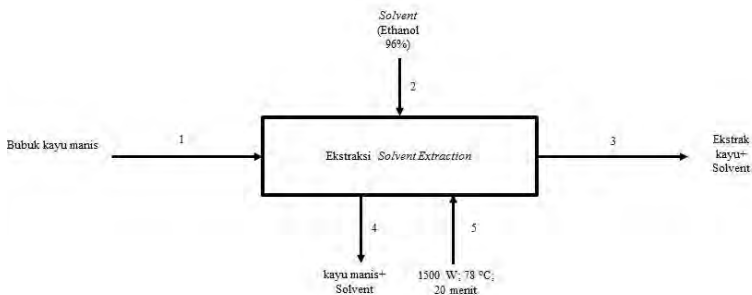 Solvent
(Ethanol
96%)
2
Bubuk kayu manis
1
Ekstraksi Solvent Extraction
3
Ekstrak
kayu+
Solvent
4
5
kayu manis+
Solvent
1500 W; 78 °C;
20 menit